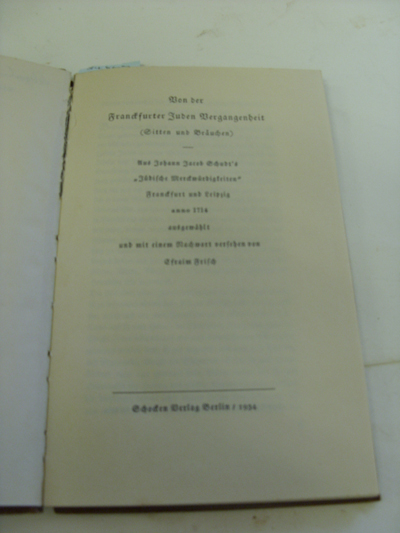 Von der
Franckfurter Juden Vergangenheit
(Sitten und Bräuchen)
Aus Johann Jacob Schudt's
„Jüdische Merckwürdigkeiten“
Franckfurt und Leipzig
anno 1714
ausgewählt
und mit einem Nachwort versehen von
Efraim Frisch
Schocken Verlag Berlin / 1934